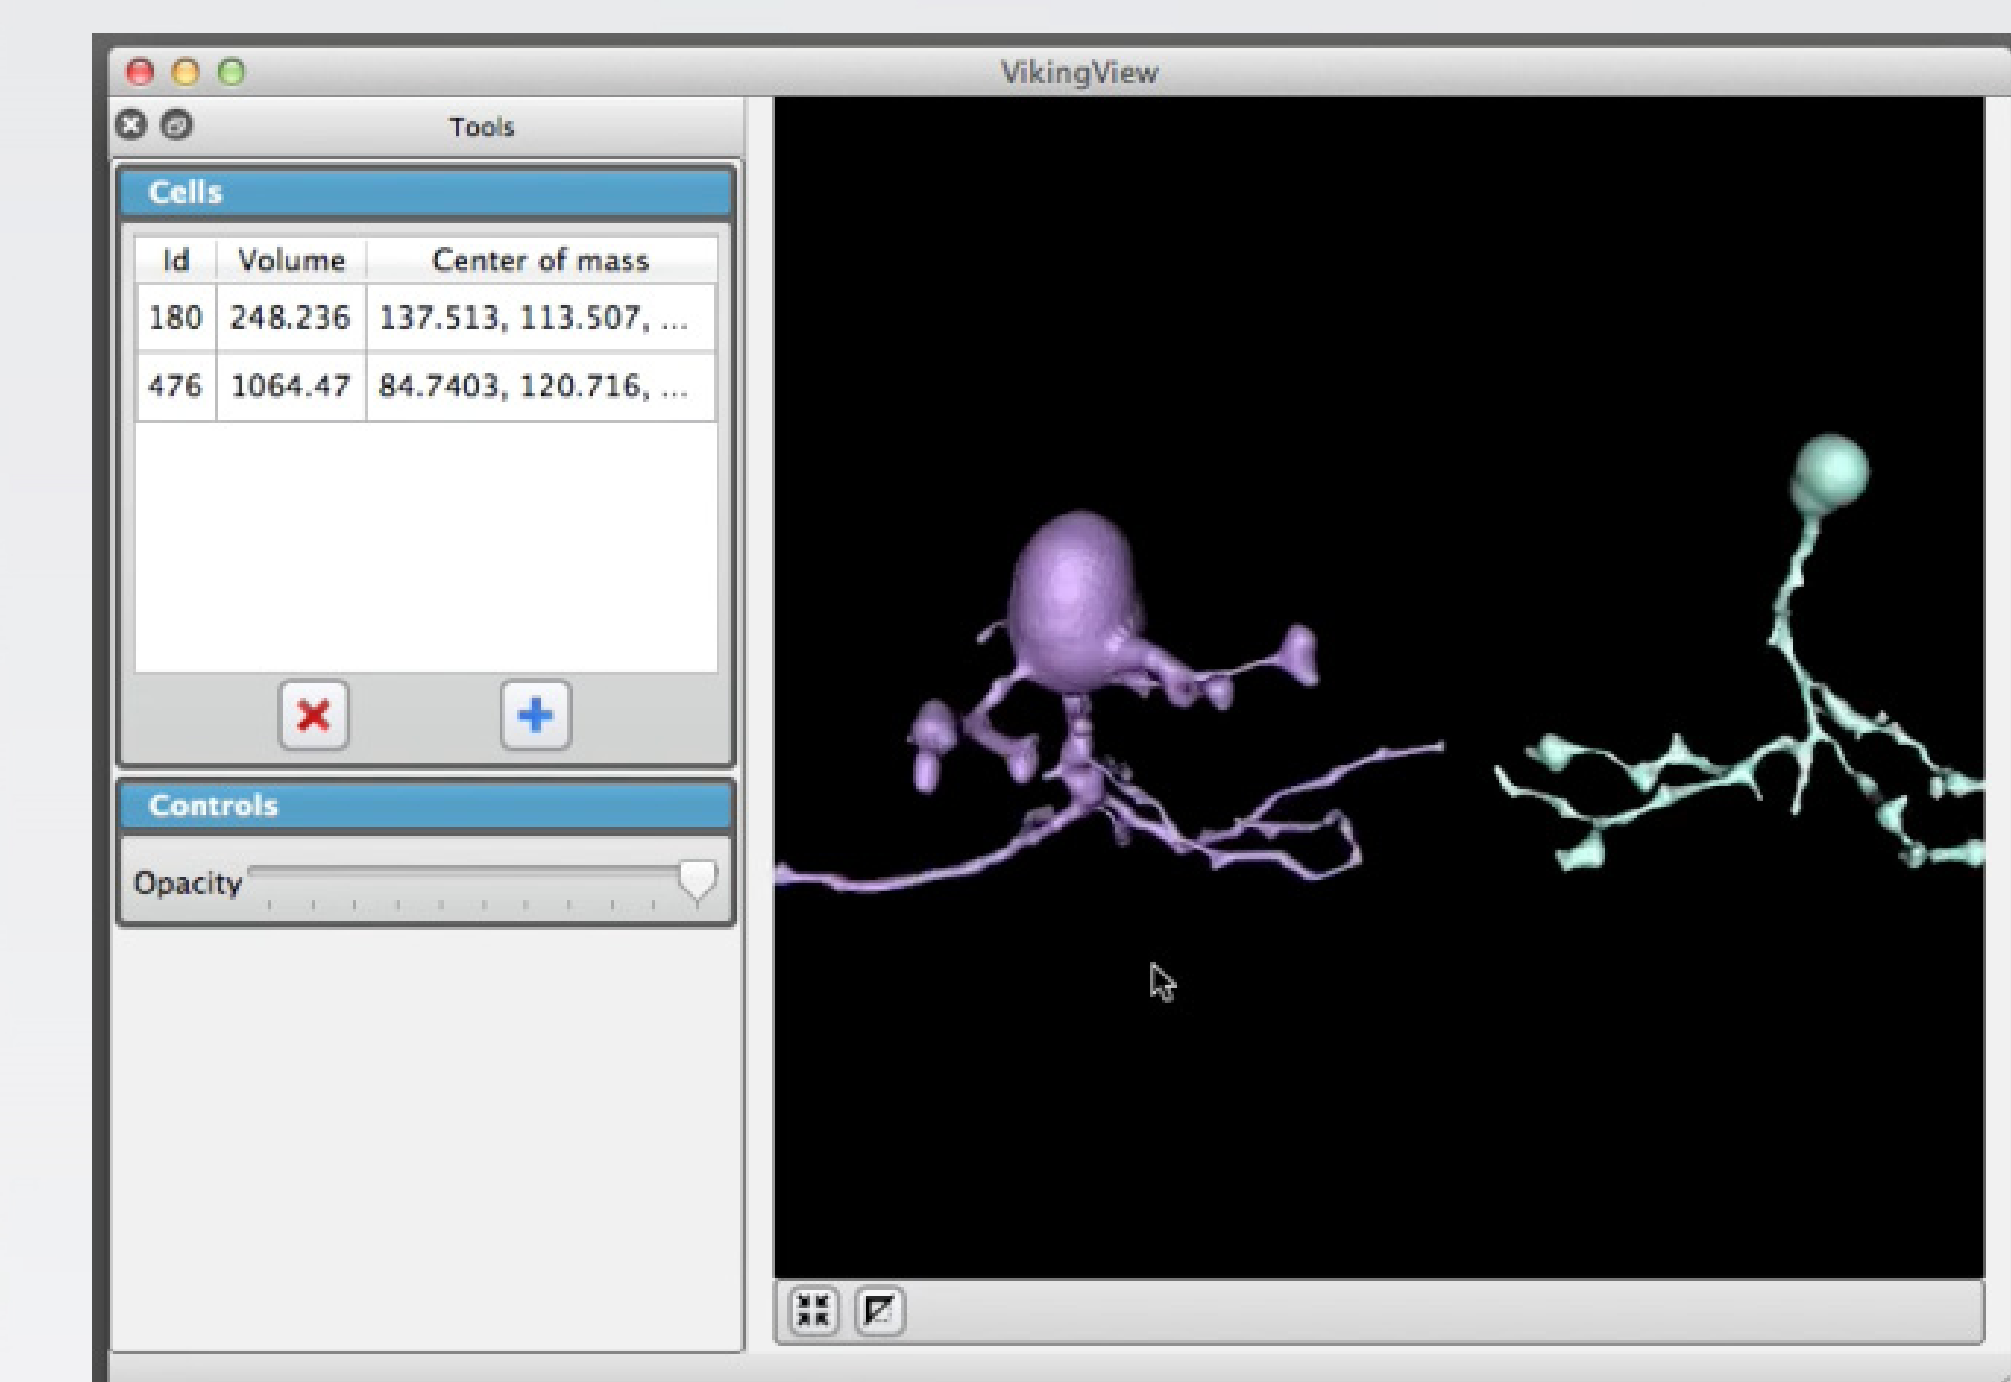 VikingView
Tools
Cells
Id Volume Center of mass
180 248.236 137.513, 113.507, ...
476 1064.47 84.7403, 120.716, ...
Controls
Opacity